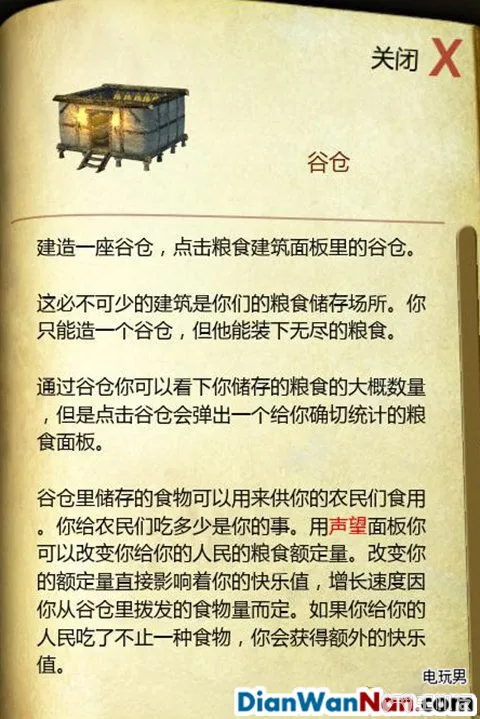 关闭 X
谷仓
建造一座谷仓，点击粮食建筑面板里的谷仓。
这必不可少的建筑是你们的粮食储存场所。你
只能造一个谷仓，但他能装下无尽的粮食。
通过谷仓你可以看下你储存的粮食的大概数量
，但是点击谷仓会弹出一个给你确切统计的粮
食面板。
谷仓里储存的食物可以用来供你的农民们食用
。你给农民们吃多少是你的事。用声望面板你
可以改变你给你的人民的粮食额定量。改变你
的额定量直接影响着你的快乐值，增长速度因
你从谷仓里拨发的食物量而定。如果你给你的
人民吃了不止一种食物，你会获得额外的快乐
值。
电玩男
DianWanNan.com